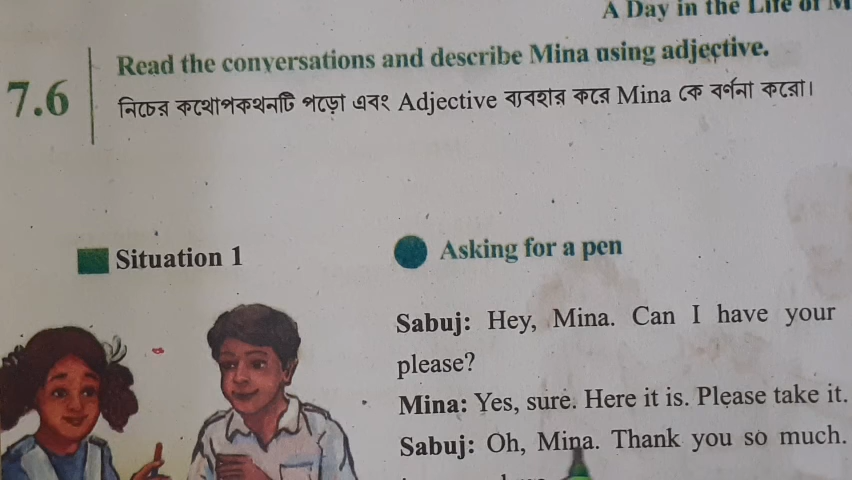 A Day in the Life of M
7.6
Read the conversations and describe Mina using adjective.
নিচের কথোপকথনটি পড়ো এবং Adjective ব্যবহার করে Mina কে বর্ণনা করো।
Situation 1
Asking for a pen
Sabuj: Hey, Mina. Can I have your
please?
Mina: Yes, sure. Here it is. Please take it.
Sabuj: Oh, Mina. Thank you so much.